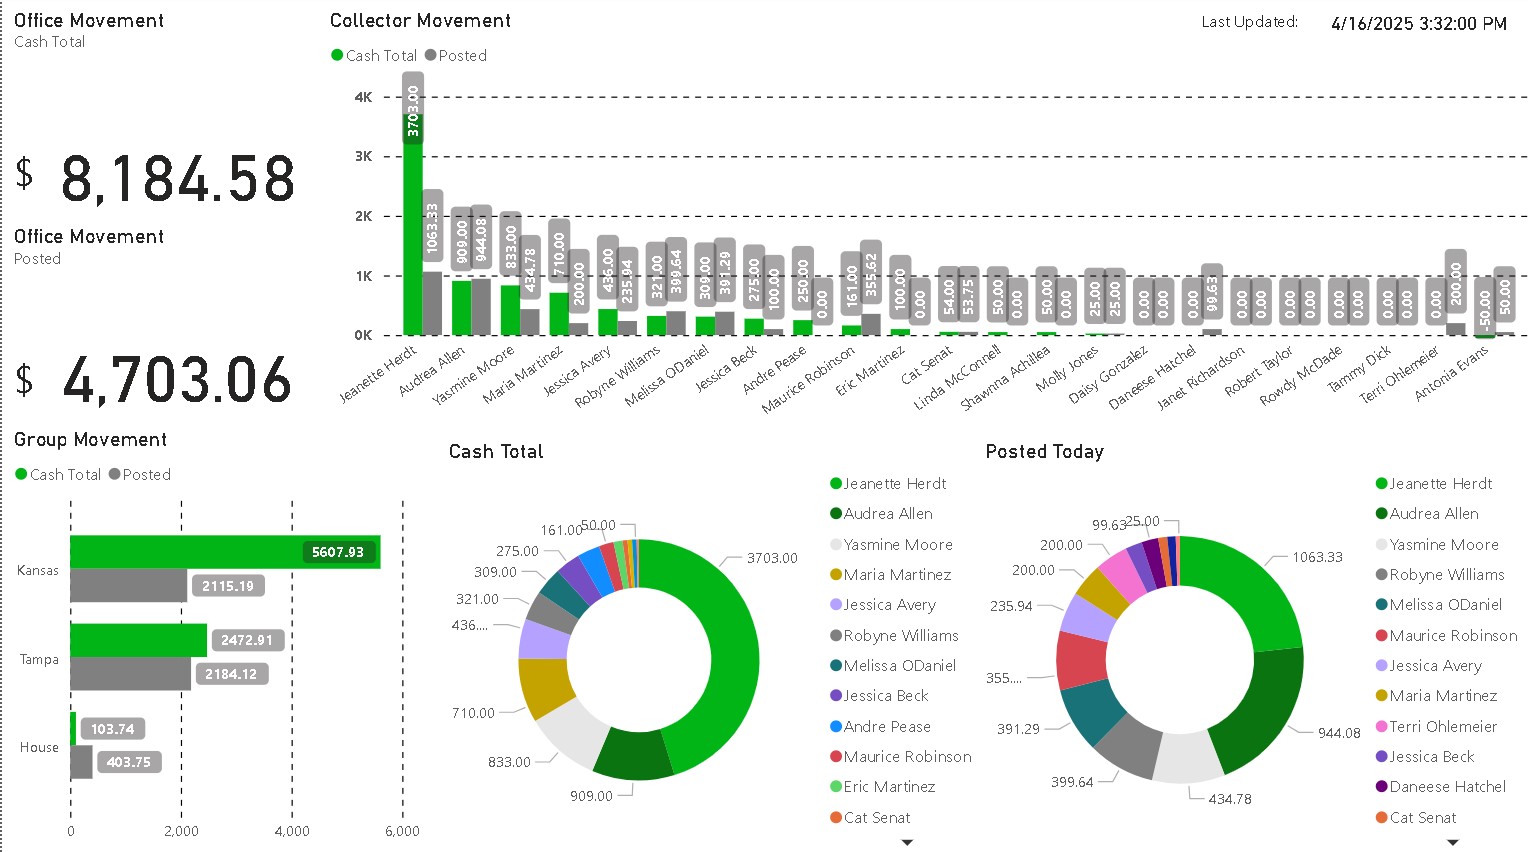 Office Movement
Cash Total
$ 8,184.58
Office Movement
Posted
$ 4,703.06
Collector Movement
Last Updated: 4/16/2025 3:32:00 PM
Cash Total Posted
4K
3K
2K
1K
0K
3703.00 1063.33 909.00 944.08 833.00 434.78 710.00 200.00 436.00 235.94 321.00 399.64 309.00 391.29 275.00 100.00 250.00 0.00 161.00 355.62 100.00 0.00 54.00 53.75 50.00 0.00 50.00 0.00 25.00 25.00 0.00 0.00 0.00 99.63 0.00 0.00 0.00 0.00 0.00 0.00 0.00 0.00 0.00 200.00 -50.00 50.00
Jeanette Herdt
Audrea Allen
Yasmine Moore
Maria Martinez
Jessica Avery
Robyne Williams
Melissa ODaniel
Jessica Beck
Andre Pease
Maurice Robinson
Eric Martinez
Cat Senat
Linda McConnell
Shawnna Achillea
Molly Jones
Daisy Gonzalez
Daneese Hatchel
Janet Richardson
Robert Taylor
Rowdy McDade
Tammy Dick
Terri Ohlemeier
Antonia Evans
Group Movement
Cash Total Posted
Kansas
5607.93
2115.19
Tampa
2472.91
2184.12
House
103.74
403.75
0 2,000 4,000 6,000
Cash Total
3703.00
909.00
833.00
710.00
436....
321.00
309.00
275.00
161.00
50.00
Jeanette Herdt
Audrea Allen
Yasmine Moore
Maria Martinez
Jessica Avery
Robyne Williams
Melissa ODaniel
Jessica Beck
Andre Pease
Maurice Robinson
Eric Martinez
Cat Senat
Posted Today
1063.33
944.08
434.78
399.64
391.29
355....
235.94
200.00
200.00
99.63
25.00
Jeanette Herdt
Audrea Allen
Yasmine Moore
Robyne Williams
Melissa ODaniel
Maurice Robinson
Jessica Avery
Maria Martinez
Terri Ohlemeier
Jessica Beck
Daneese Hatchel
Cat Senat